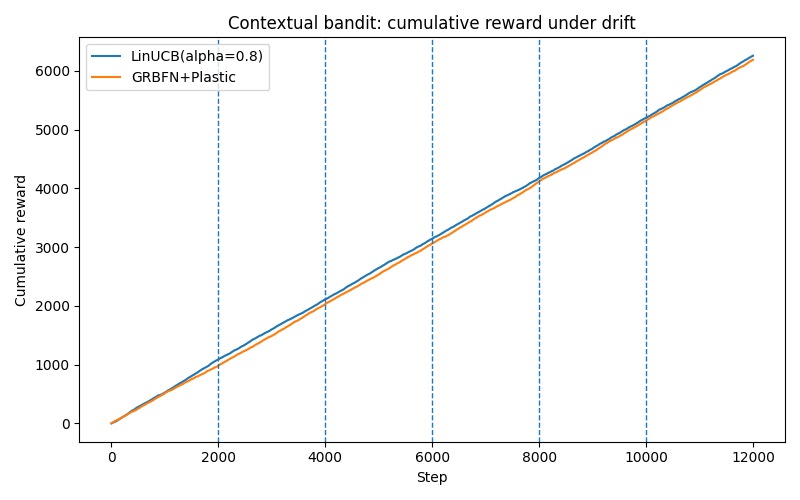 Contextual bandit: cumulative reward under drift
LinUCB(alpha=0.8)
GRBFN+Plastic
Cumulative reward
6000
5000
4000
3000
2000
1000
0
0 2000 4000 6000 8000 10000 12000
Step